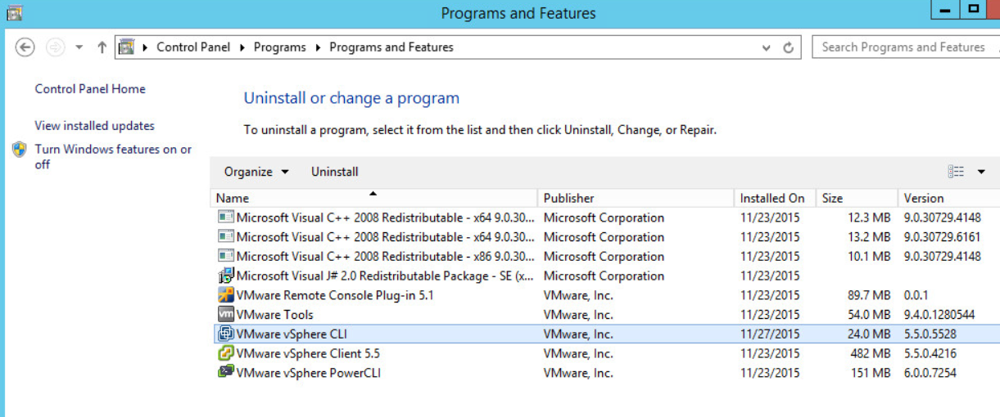 Programs and Features
Control Panel Programs Programs and Features
Search Programs and Features
Control Panel Home
View installed updates
Turn Windows features on or
off
Uninstall or change a program
To uninstall a program, select it from the list and then click Uninstall, Change, or Repair.
Organize Uninstall
Name Publisher Installed On Size Version
Microsoft Visual C++ 2008 Redistributable - x64 9.0.30... Microsoft Corporation 11/23/2015 12.3 MB 9.0.30729.4148
Microsoft Visual C++ 2008 Redistributable - x64 9.0.30... Microsoft Corporation 11/23/2015 13.2 MB 9.0.30729.6161
Microsoft Visual C++ 2008 Redistributable - x86 9.0.30... Microsoft Corporation 11/23/2015 10.1 MB 9.0.30729.4148
Microsoft Visual J# 2.0 Redistributable Package - SE (x... Microsoft Corporation 11/23/2015
VMware Remote Console Plug-in 5.1 VMware, Inc. 11/23/2015 89.7 MB 0.0.1
vm VMware Tools VMware, Inc. 11/23/2015 54.0 MB 9.4.0.1280544
VMware vSphere CLI VMware, Inc. 11/27/2015 24.0 MB 5.5.0.5528
VMware vSphere Client 5.5 VMware, Inc. 11/23/2015 482 MB 5.5.0.4216
VMware vSphere PowerCLI VMware, Inc. 11/23/2015 151 MB 6.0.0.7254